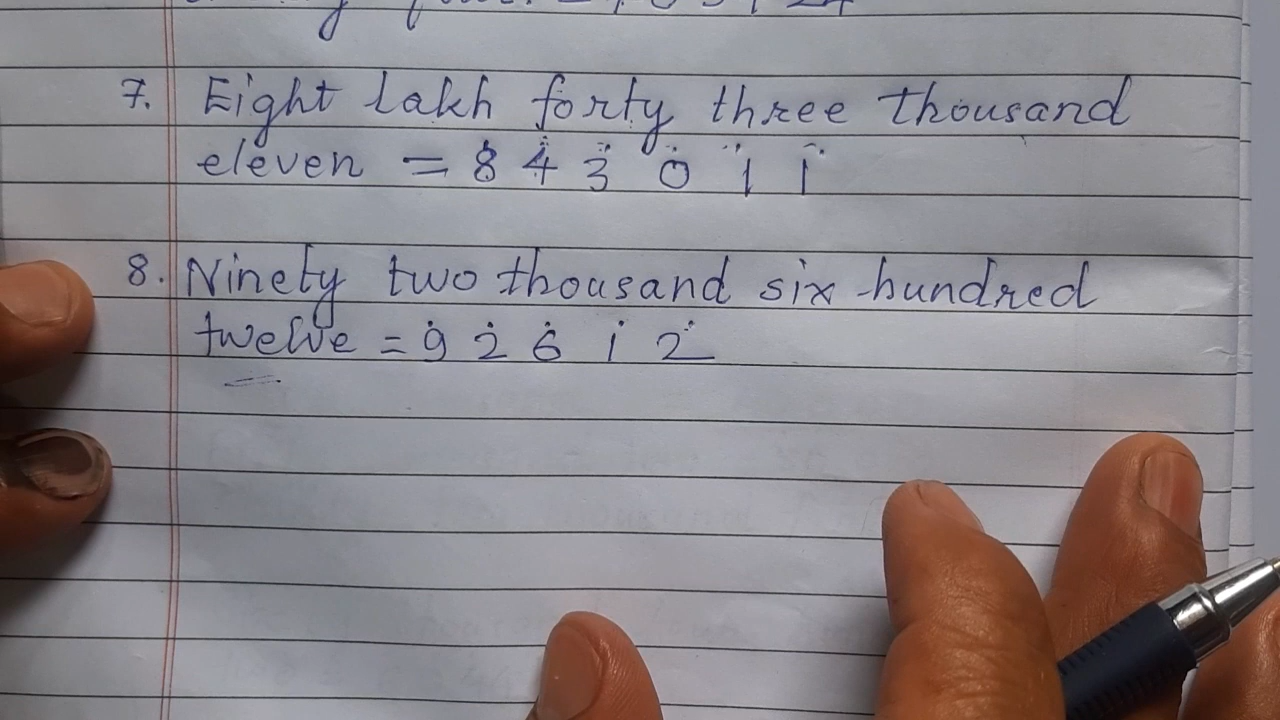 7. Eight lakh forty three thousand
eleven = 8 4 3 0 1 1
8. Ninety two thousand six hundred
twelve = 9 2 6 1 2